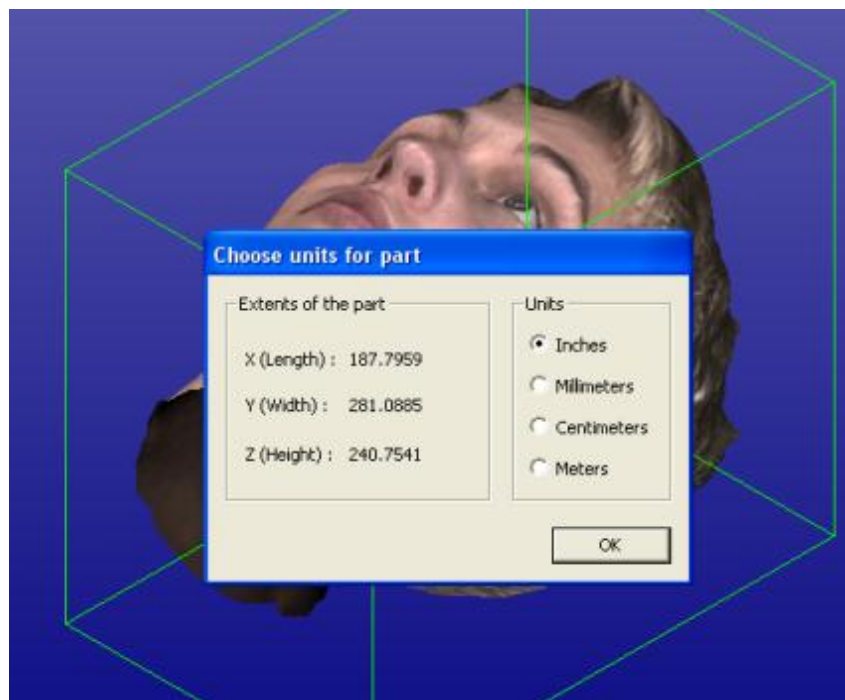 Choose units for part
Extents of the part
X (Length) : 187.7959
Y (Width) : 281.0885
Z (Height) : 240.7541
Units
Inches
Millimeters
Centimeters
Meters
OK